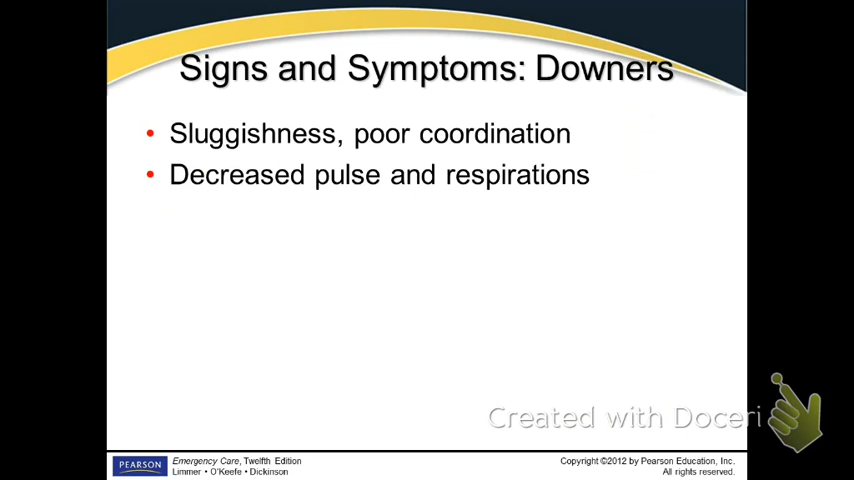 Signs and Symptoms: Downers
• Sluggishness, poor coordination
• Decreased pulse and respirations
Created with Doceri
PEARSON
Emergency Care, Twelfth Edition
Limmer • O'Keefe • Dickinson
Copyright ©2012 by Pearson Education, Inc.
All rights reserved.